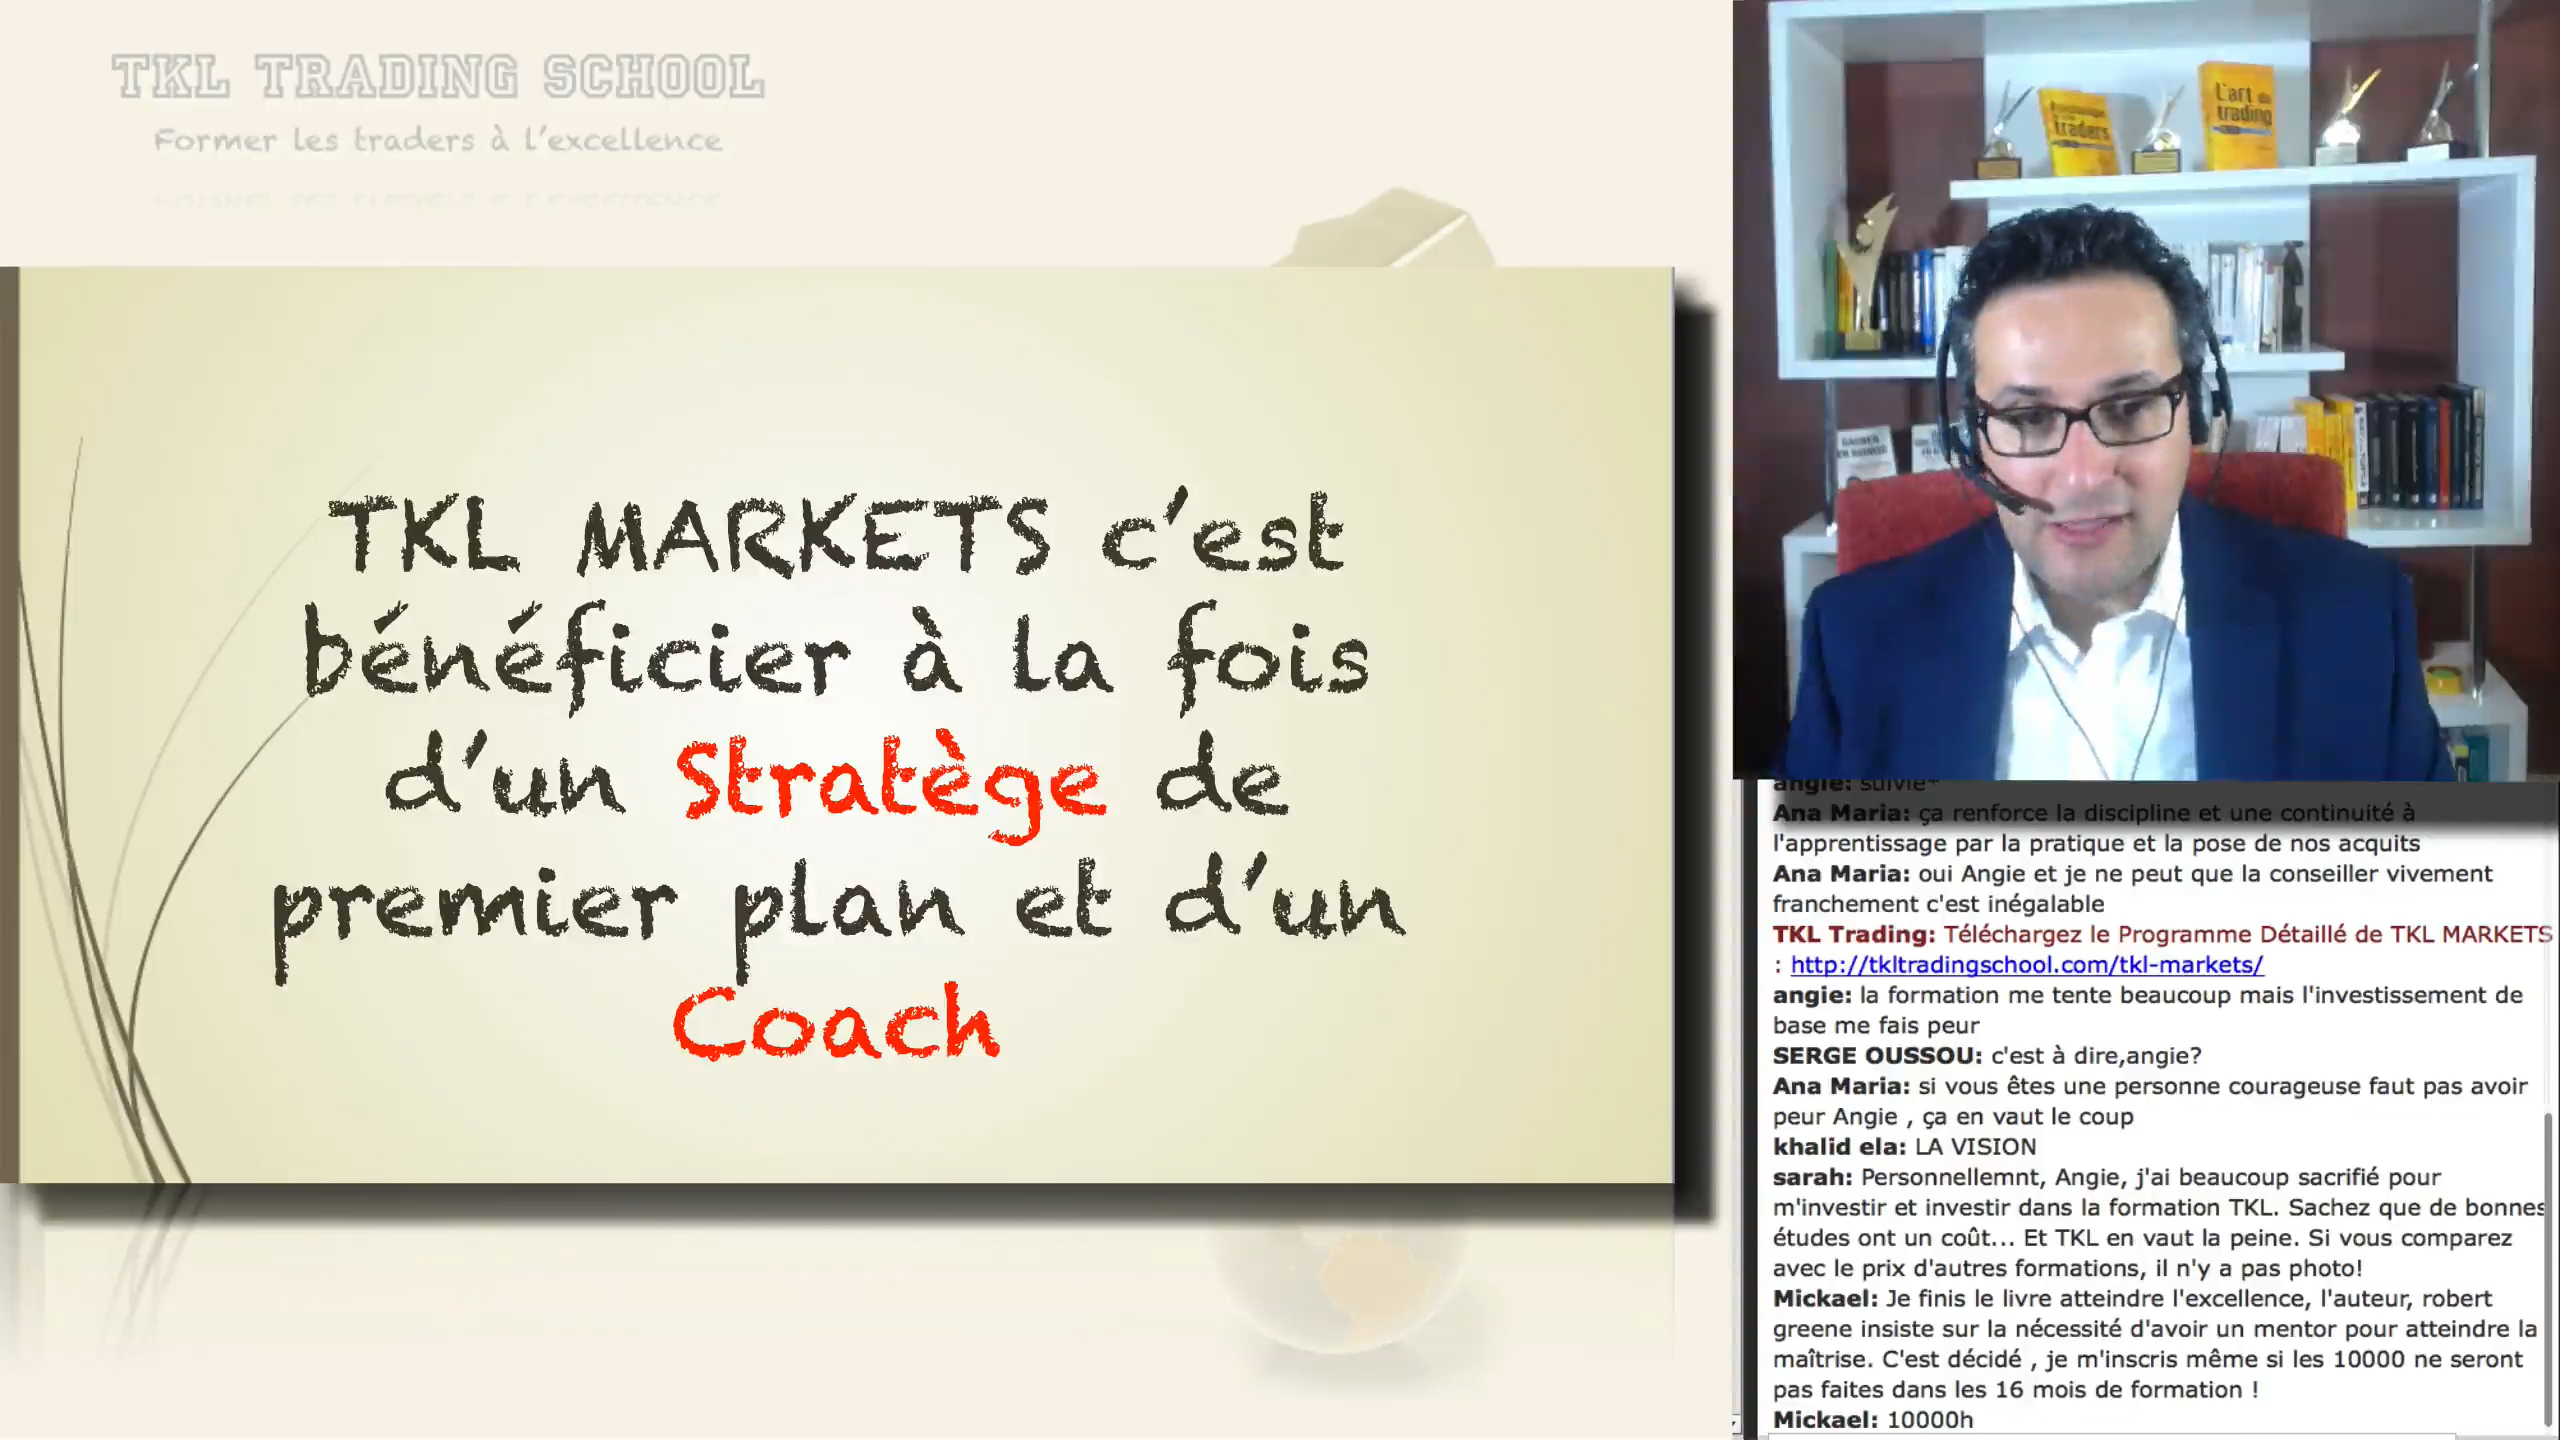 TKL TRADING SCHOOL
Former les traders à l'excellence
TKL MARKETS c'est
bénéficier à la fois
d'un Stratège de
premier plan et d'un
Coach
traders
L'art du
trading
angie: suivie*
Ana Maria: ça renforce la discipline et une continuité à
l'apprentissage par la pratique et la pose de nos acquits
Ana Maria: oui Angie et je ne peut que la conseiller vivement
franchement c'est inégalable
TKL Trading: Téléchargez le Programme Détaillé de TKL MARKETS
: http://tkltradingschool.com/tkl-markets/
angie: la formation me tente beaucoup mais l'investissement de
base me fais peur
SERGE OUSSOU: c'est à dire,angie?
Ana Maria: si vous êtes une personne courageuse faut pas avoir
peur Angie , ça en vaut le coup
khalid ela: LA VISION
sarah: Personnellemnt, Angie, j'ai beaucoup sacrifié pour
m'investir et investir dans la formation TKL. Sachez que de bonnes
études ont un coût... Et TKL en vaut la peine. Si vous comparez
avec le prix d'autres formations, il n'y a pas photo!
Mickael: Je finis le livre atteindre l'excellence, l'auteur, robert
greene insiste sur la nécessité d'avoir un mentor pour atteindre la
maîtrise. C'est décidé , je m'inscris même si les 10000 ne seront
pas faites dans les 16 mois de formation !
Mickael: 10000h